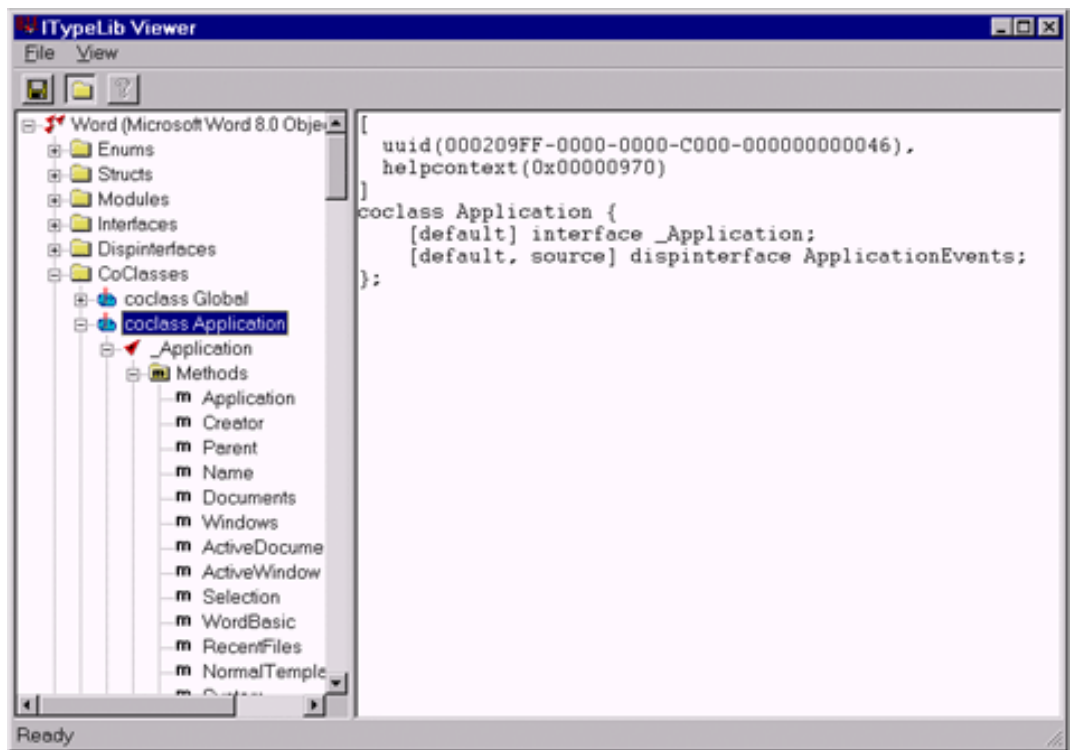 ITypeLib Viewer
File View
Word (Microsoft Word 8.0 Objec
Enums
Structs
Modules
Interfaces
Dispinterfaces
CoClasses
coclass Global
coclass Application
_Application
m Methods
m Application
m Creator
m Parent
m Name
m Documents
m Windows
m ActiveDocume
m ActiveWindow
m Selection
m WordBasic
m RecentFiles
m NormalTemple
[
uuid(000209FF-0000-0000-C000-000000000046),
helpcontext(0x00000970)
]
coclass Application {
[default] interface _Application;
[default, source] dispinterface ApplicationEvents;
};
Ready